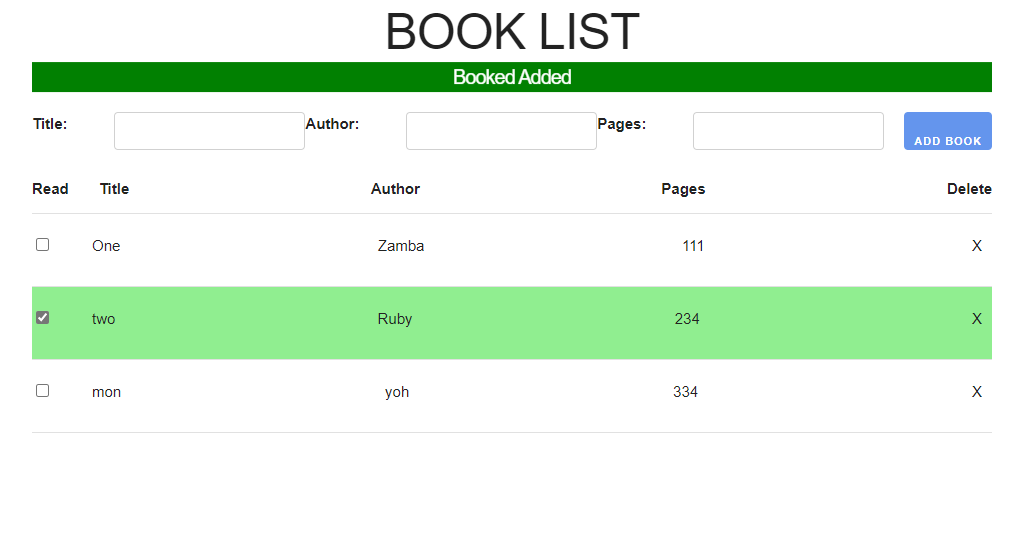 BOOK LIST
Booked Added
Title: Author: Pages: ADD BOOK
Read Title Author Pages Delete
One Zamba 111 X
two Ruby 234 X
mon yoh 334 X